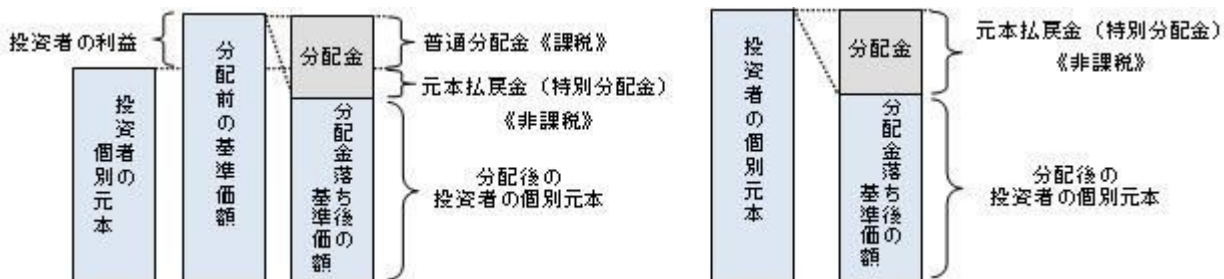 投資者の利益
投資者の
個別元本
分配前の基準価額
分配金
分配金落ち後の
基準価額
普通分配金《課税》
元本払戻金（特別分配金）
《非課税》
分配後の
投資者の個別元本
投資者の個別元本
分配金
分配金落ち後の
基準価額
元本払戻金（特別分配金）
《非課税》
分配後の
投資者の個別元本